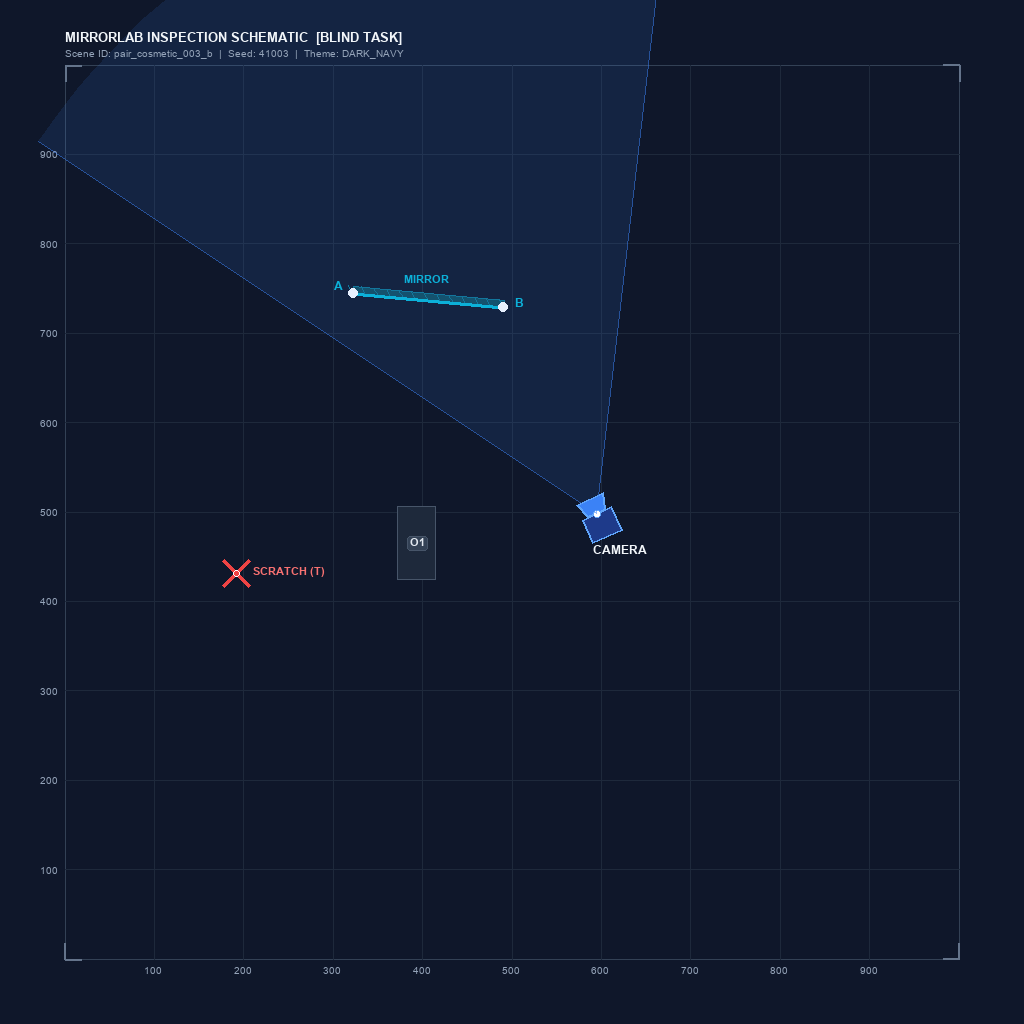 MIRRORLAB INSPECTION SCHEMATIC [BLIND TASK]
Scene ID: pair_cosmetic_003_b | Seed: 41003 | Theme: DARK_NAVY
900
800
MIRROR
A
B
700
600
500
CAMERA
O1
SCRATCH (T)
400
300
200
100
100 200 300 400 500 600 700 800 900